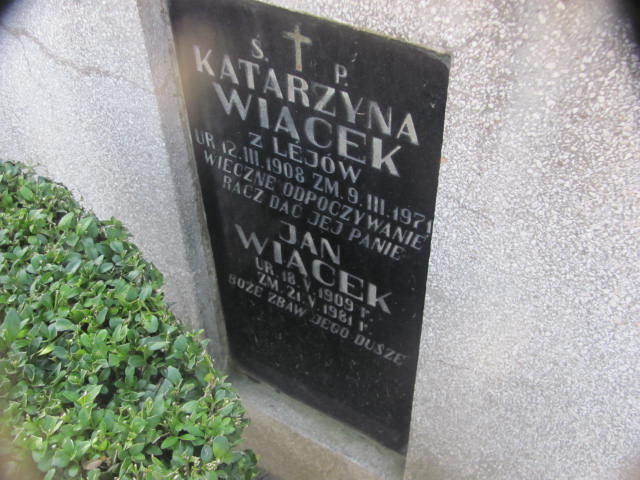 Ś. P.
KATARZYNA
WIĄCEK
Z LEJÓW
UR. 12.III.1908 ZM. 9.III.1971
WIECZNE ODPOCZYWANIE
RACZ DAĆ JEJ PANIE
JAN
WIĄCEK
UR. 18.V.1909 r.
ZM. 21.V.1981 r.
BOŻE ZBAW JEGO DUSZĘ